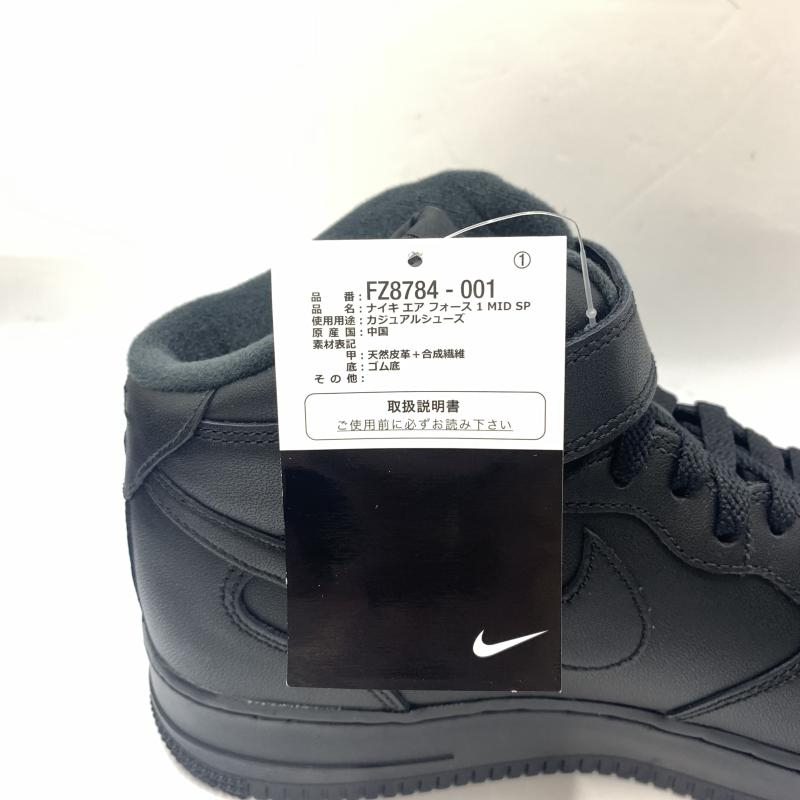 ①
品番：FZ8784 - 001
品名：ナイキ エア フォース 1 MID SP
使用用途：カジュアルシューズ
原産国：中国
素材表記
甲：天然皮革＋合成繊維
底：ゴム底
その他：
取扱説明書
ご使用前に必ずお読み下さい